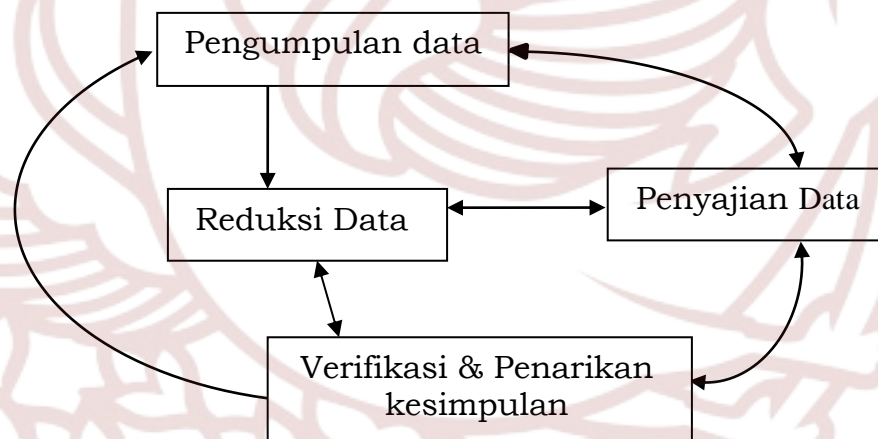 Pengumpulan data
Penyajian Data
Reduksi Data
Verifikasi & Penarikan
kesimpulan